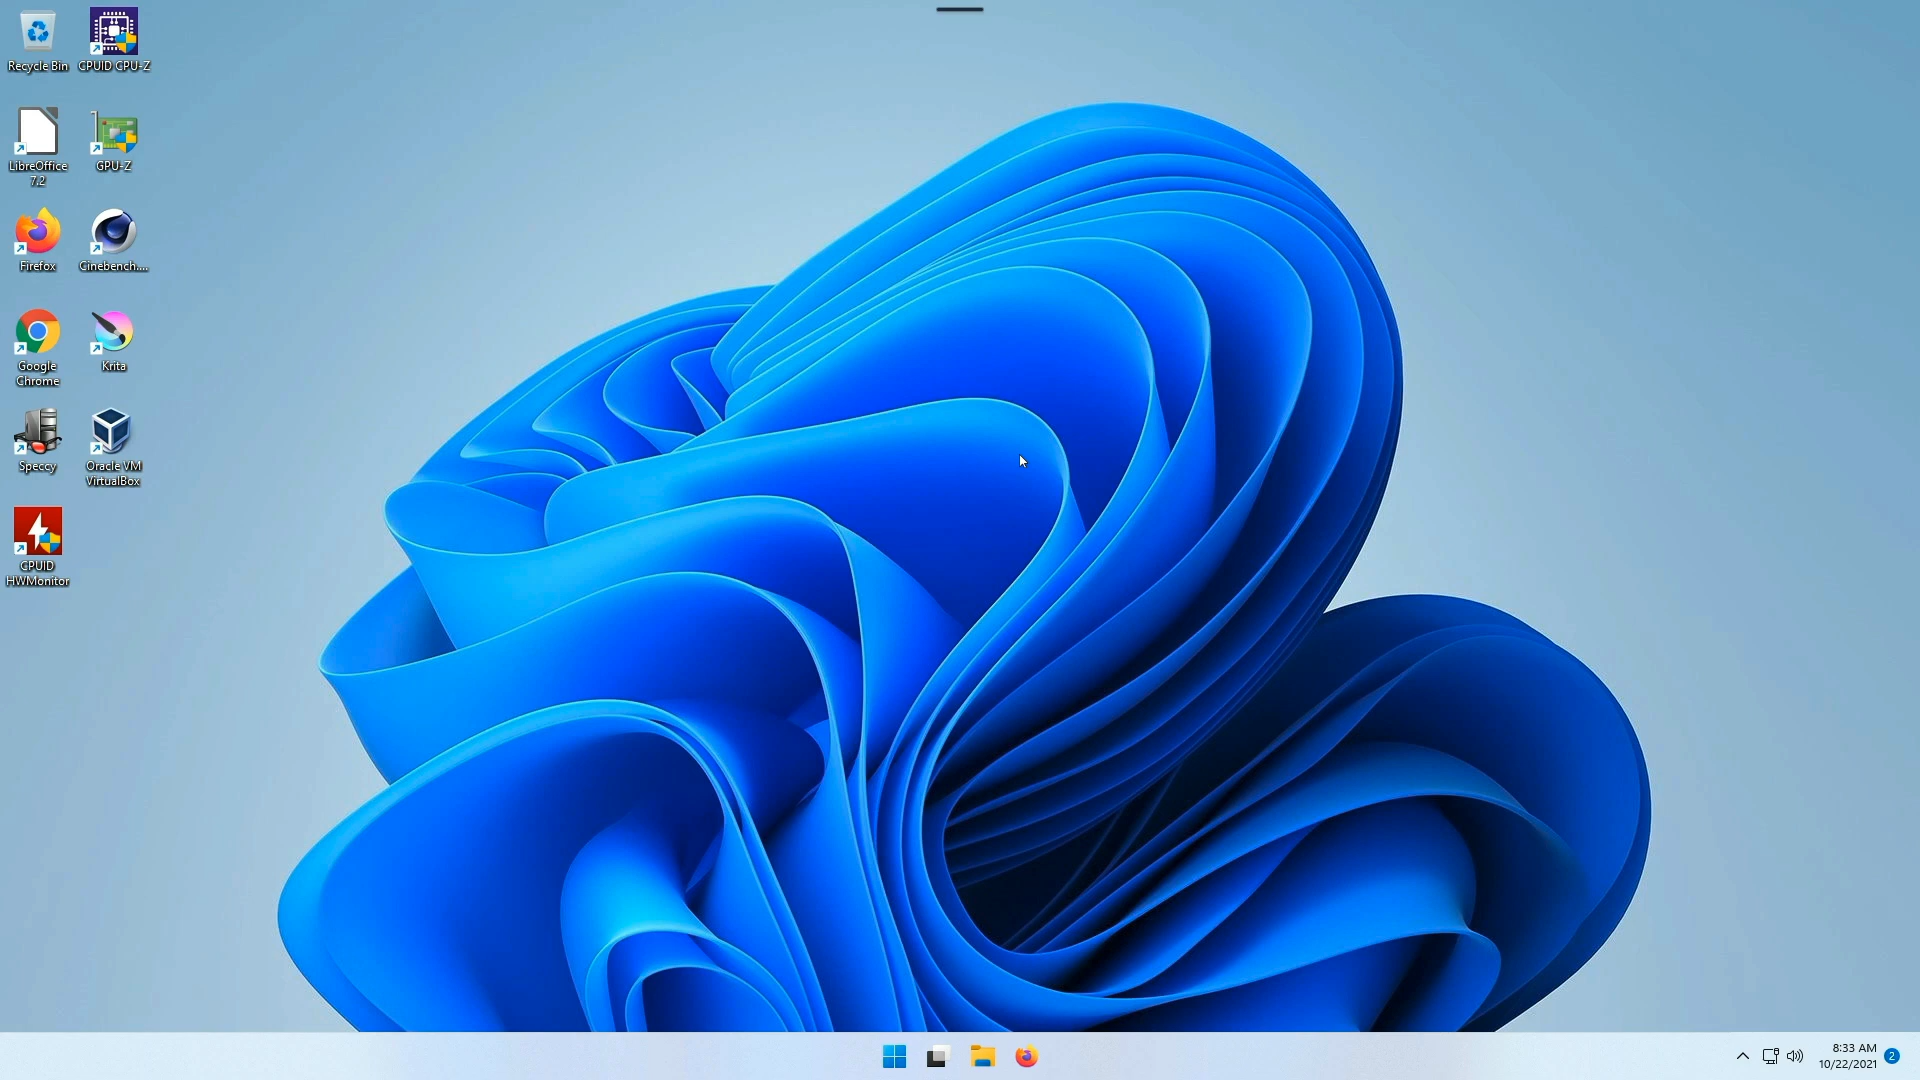 Recycle Bin
CPUID CPU-Z
LibreOffice
7.2
GPU-Z
Firefox
Cinebench....
Google
Chrome
Krita
Speccy
Oracle VM
VirtualBox
CPUID
HWMonitor
8:33 AM
10/22/2021
2